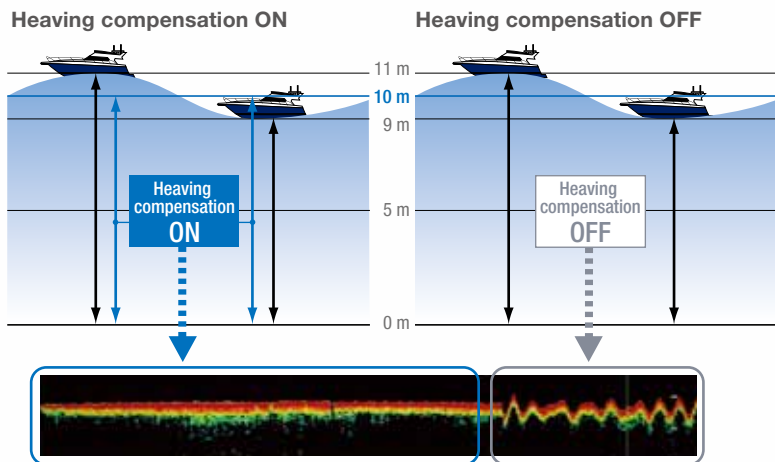 Heaving compensation ON
Heaving compensation OFF
11 m
10 m
9 m
Heaving
compensation
ON
5 m
Heaving
compensation
OFF
0 m